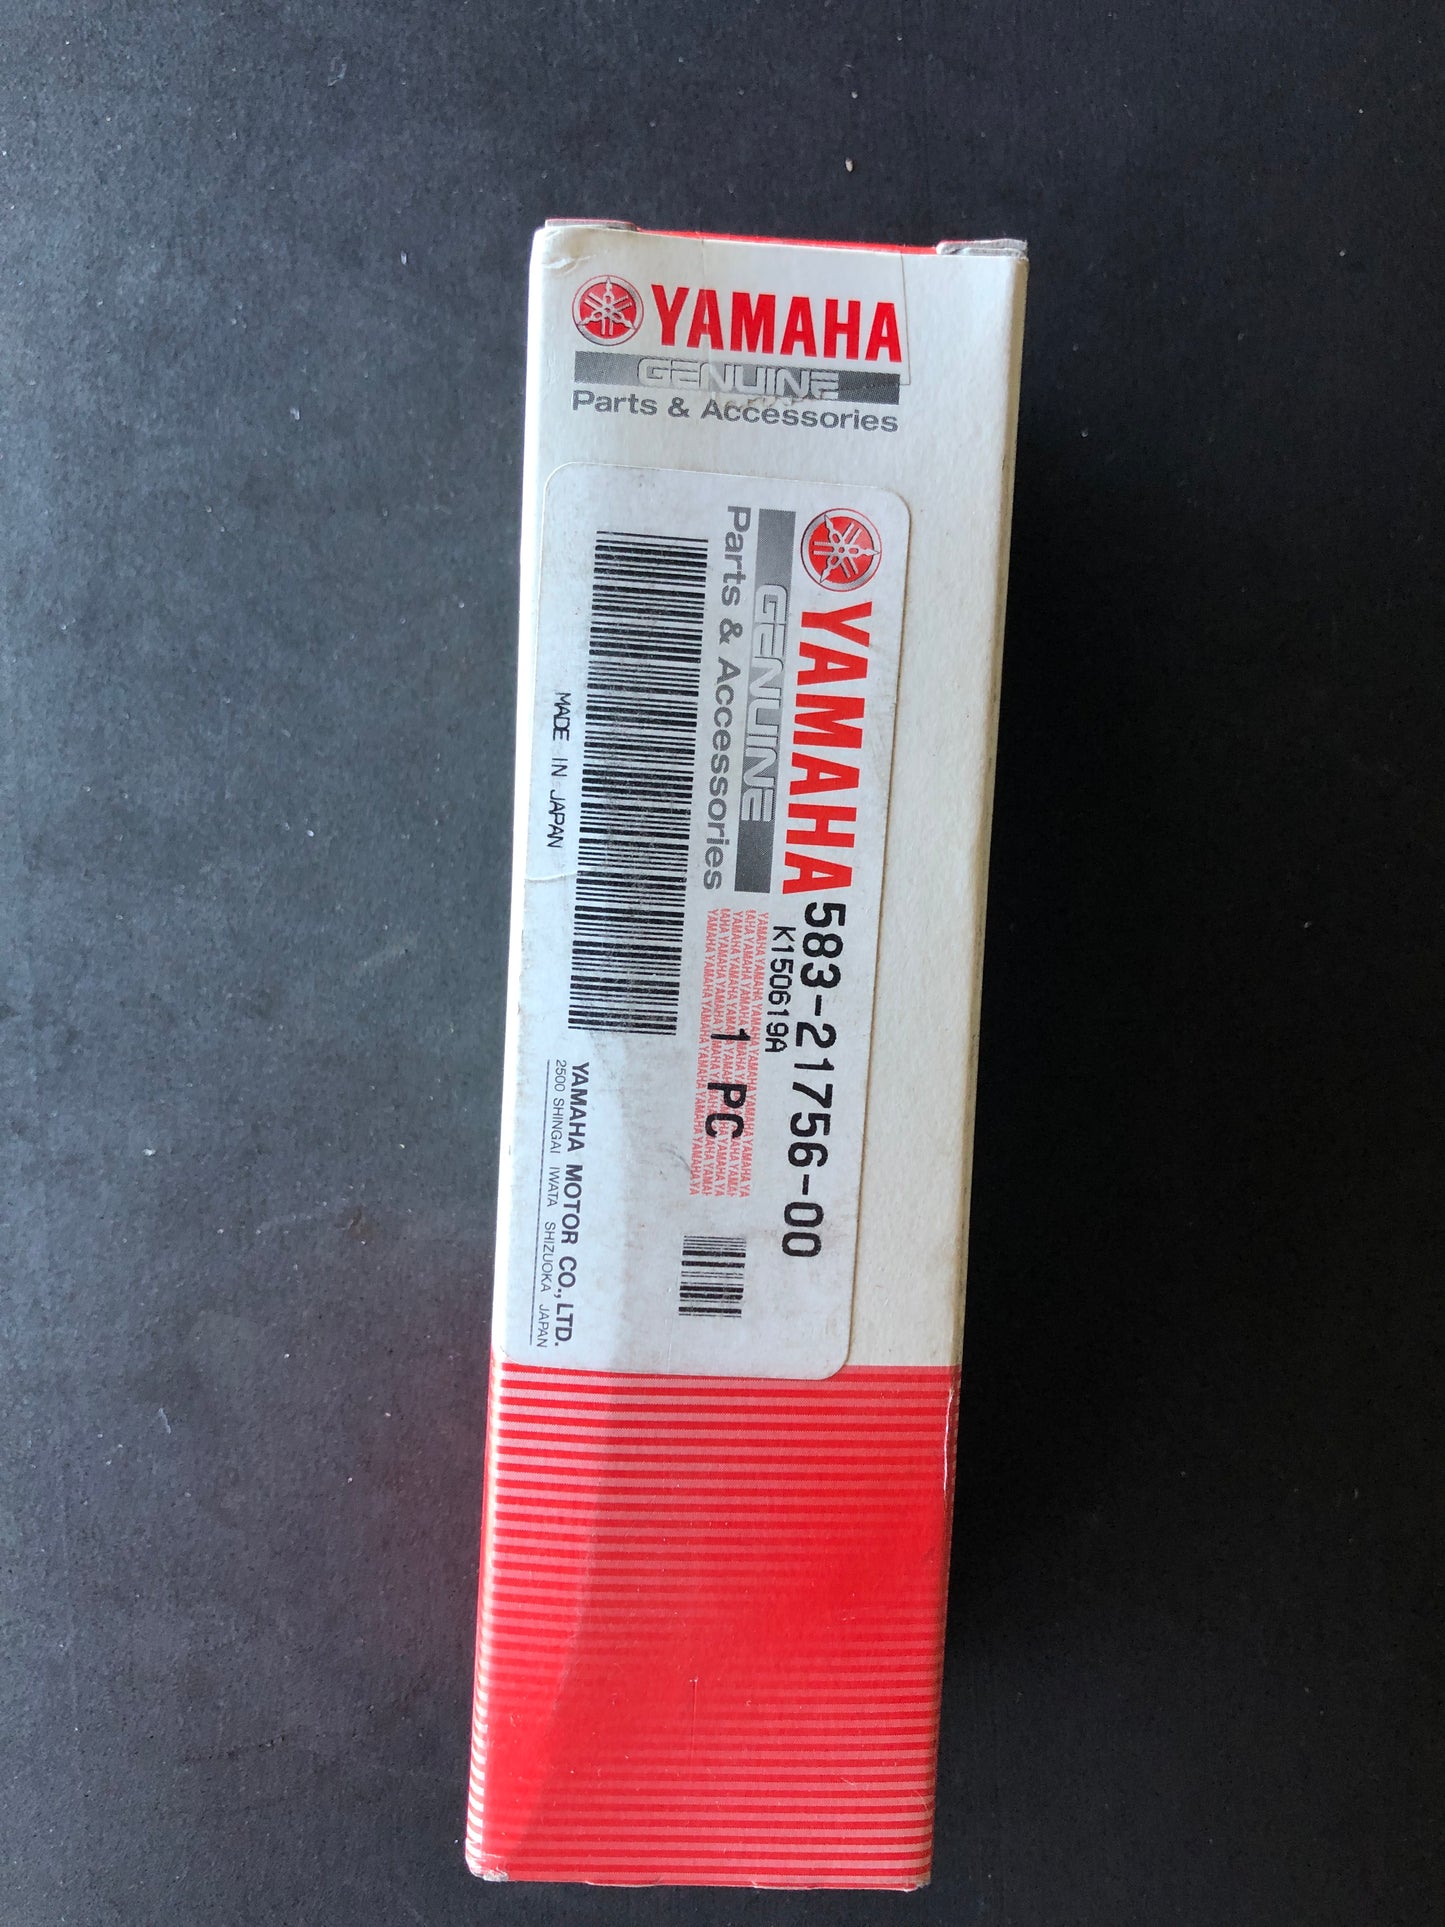 YAMAHA
GENUINE
Parts & Accessories
YAMAHA
GENUINE
Parts & Accessories
583-21756-00
K150619A
1 PC
MADE IN JAPAN
YAMAHA MOTOR CO., LTD.
2500 SHINGAI IWATA SHIZUOKA JAPAN